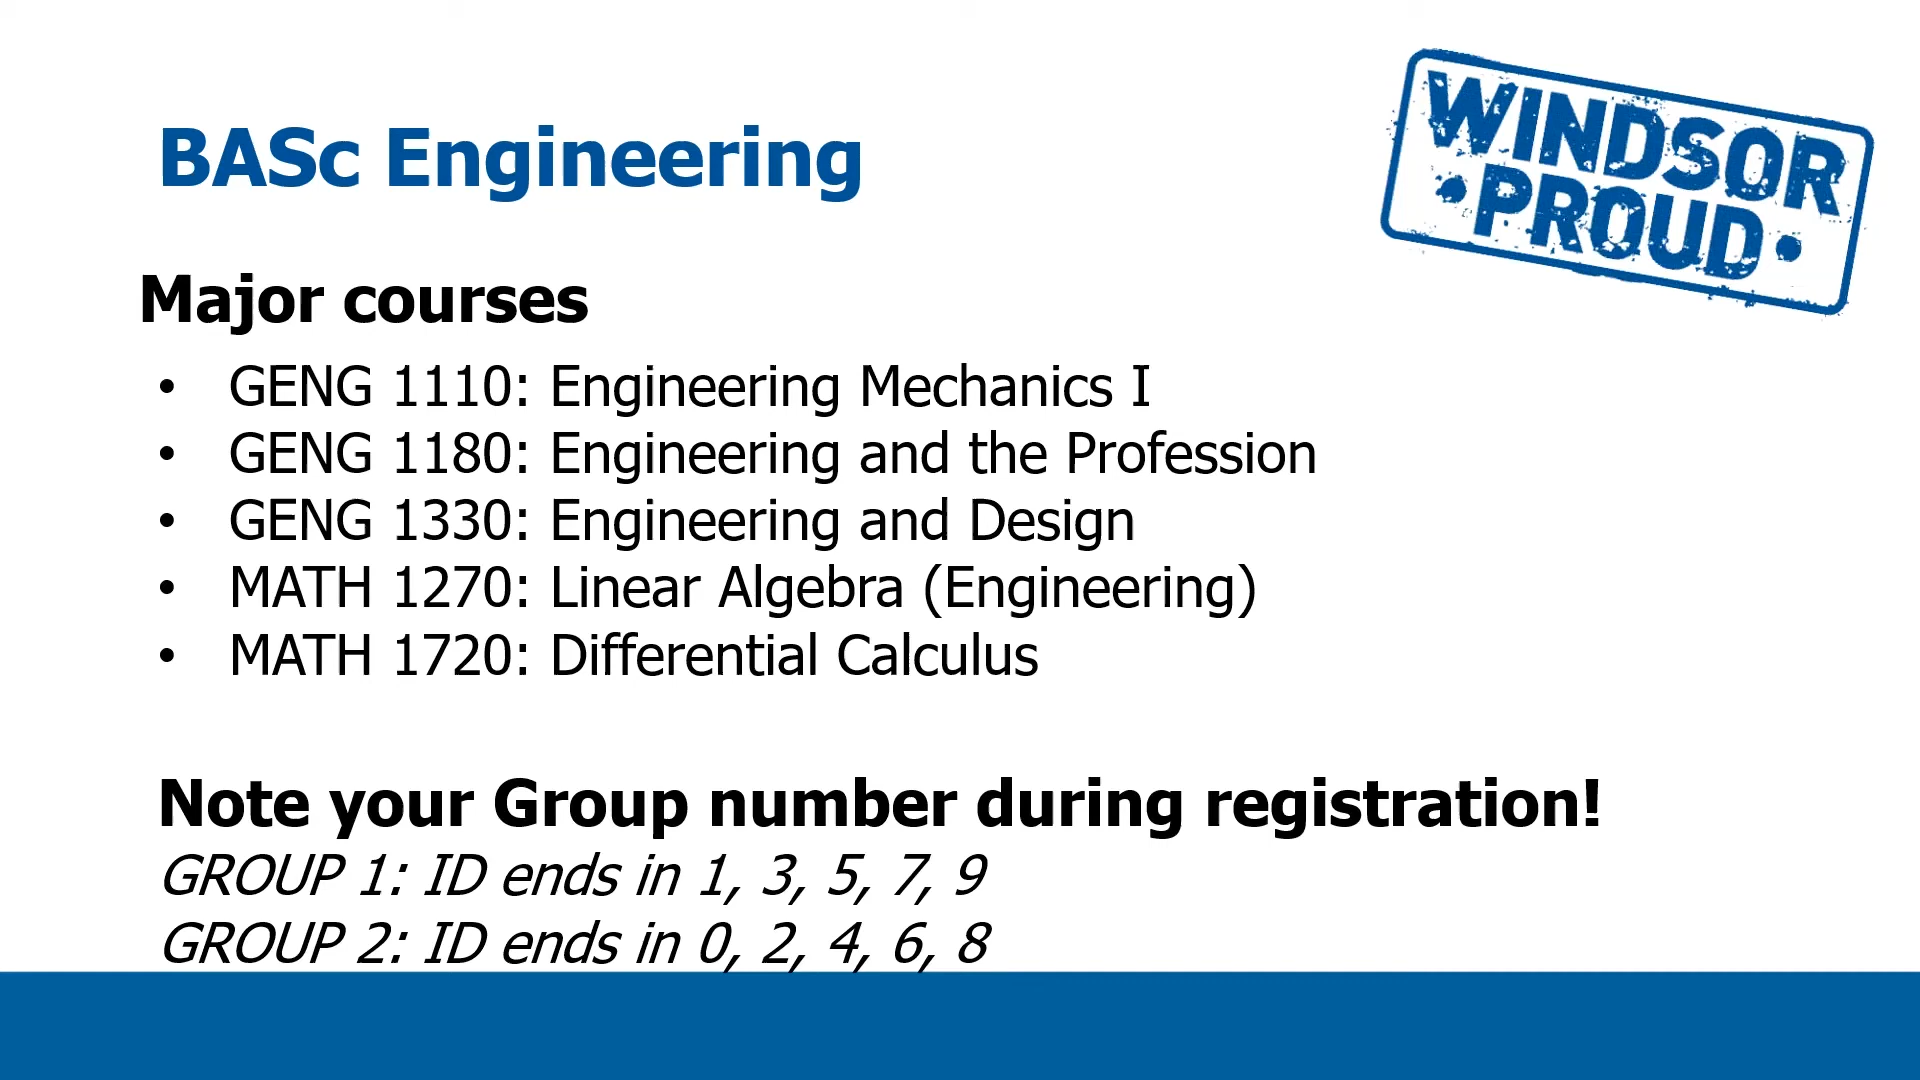 BASc Engineering
WINDSOR
•PROUD•
Major courses
• GENG 1110: Engineering Mechanics I
• GENG 1180: Engineering and the Profession
• GENG 1330: Engineering and Design
• MATH 1270: Linear Algebra (Engineering)
• MATH 1720: Differential Calculus
Note your Group number during registration!
GROUP 1: ID ends in 1, 3, 5, 7, 9
GROUP 2: ID ends in 0, 2, 4, 6, 8